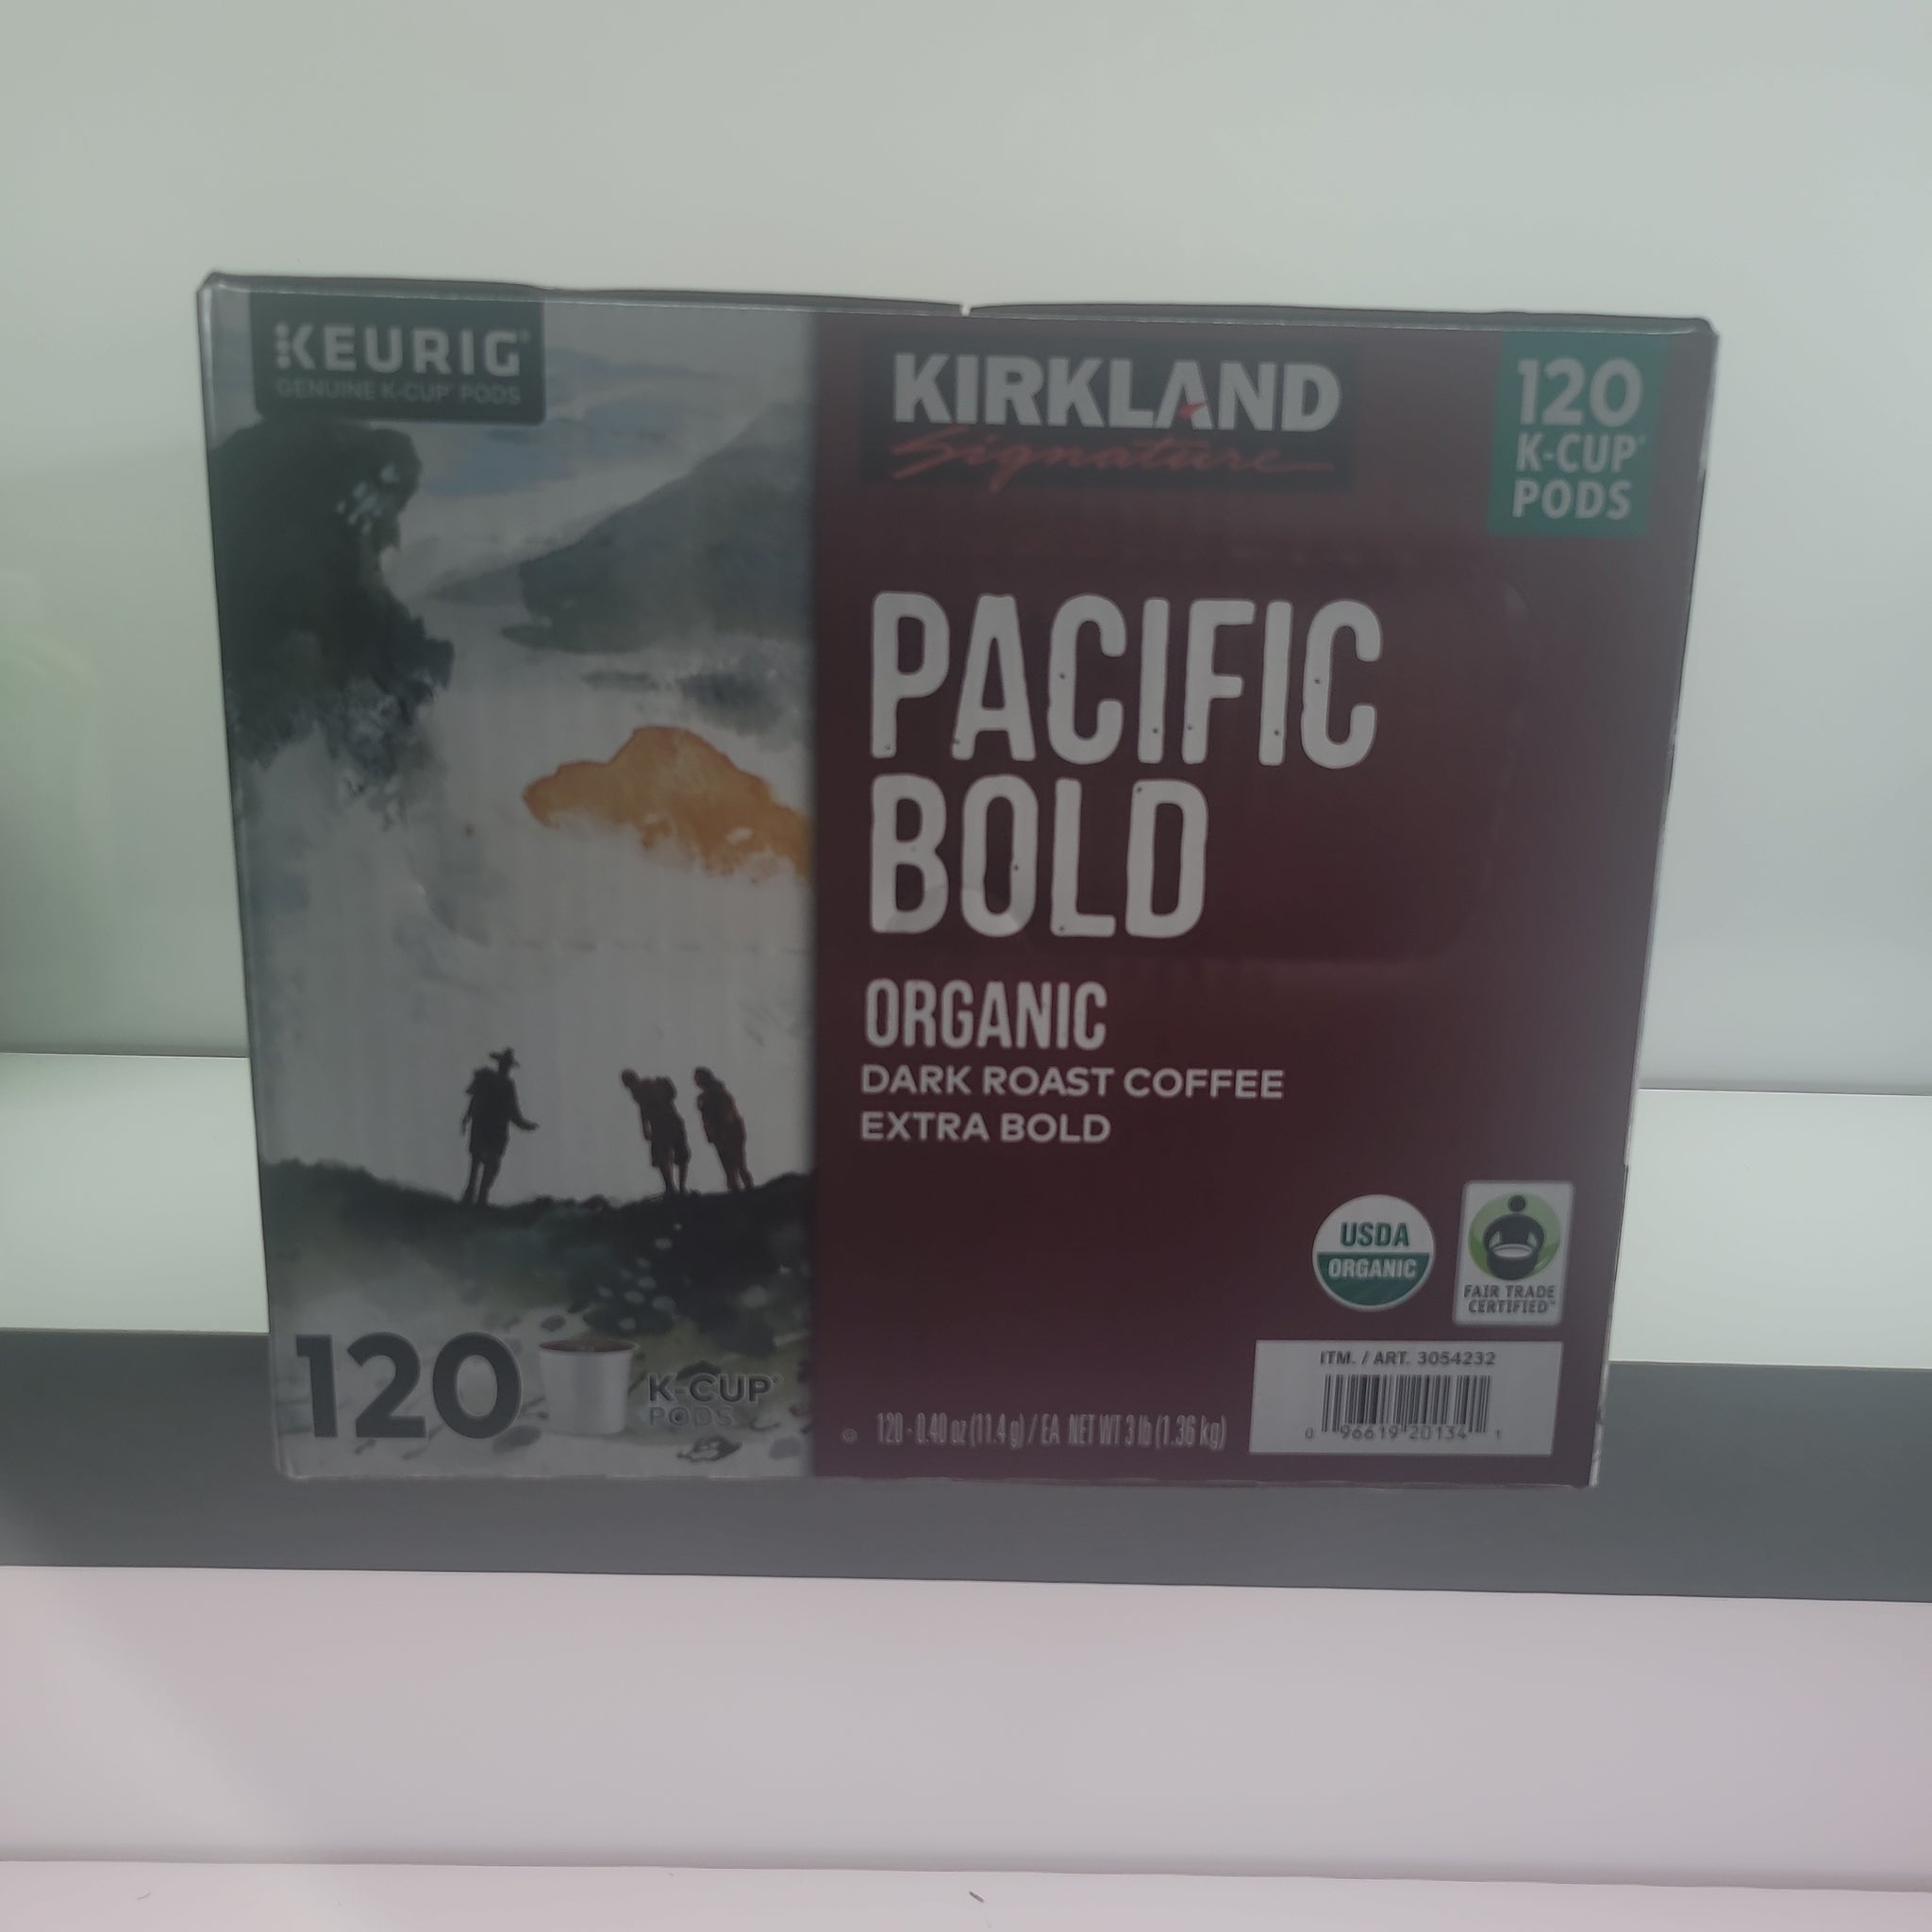 KEURIG®
GENUINE K-CUP® PODS
KIRKLAND
Signature
120
K-CUP®
PODS
PACIFIC
BOLD
ORGANIC
DARK ROAST COFFEE
EXTRA BOLD
USDA
ORGANIC
FAIR TRADE
CERTIFIED™
120
K-CUP®
PODS
120 - 0.40 oz (11.4 g) / EA NET WT 3 lb (1.36 kg)
ITM. / ART. 3054232
0 96619 20134 1